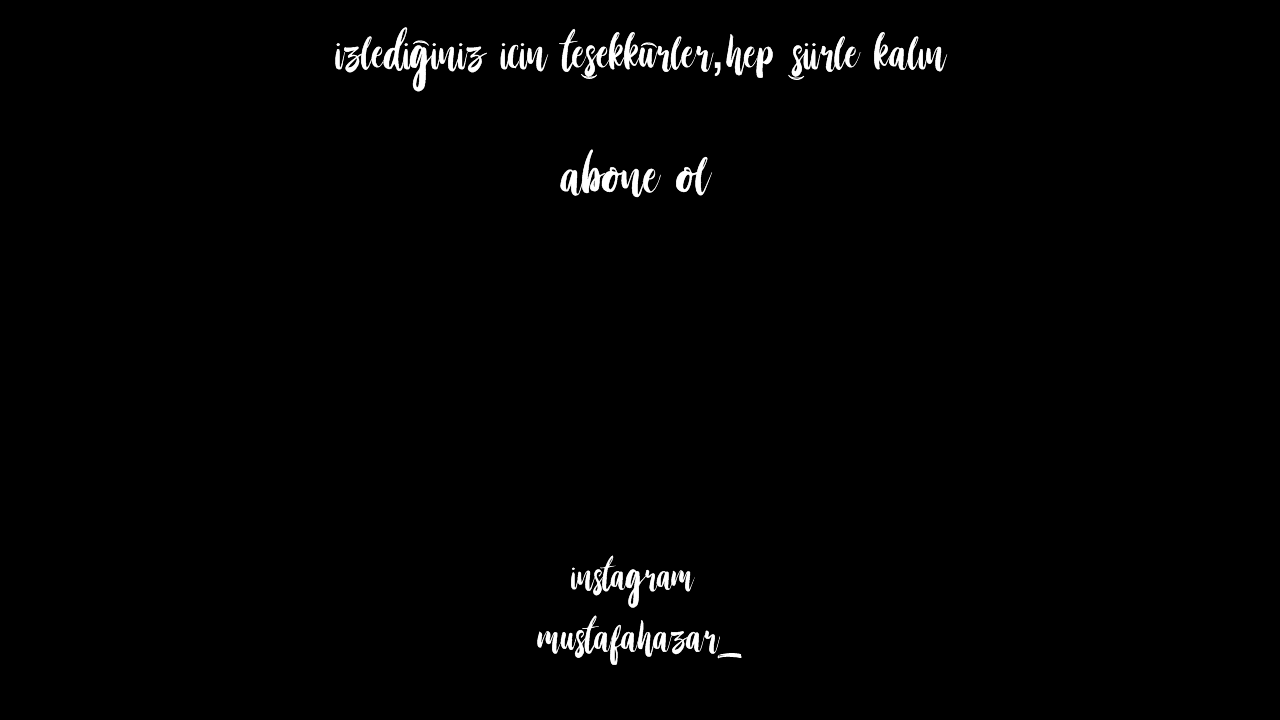 izlediğiniz icin teşekkürler,hep şiirle kalın
abone ol
instagram
mustafahazar_